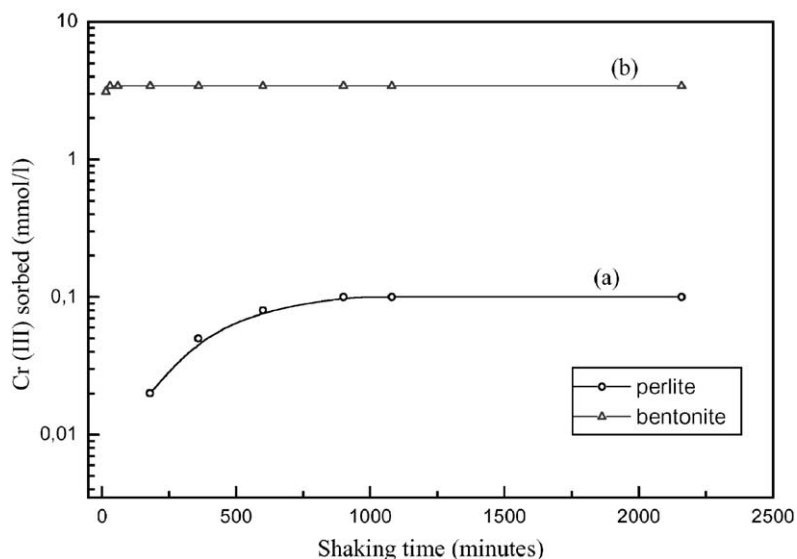 10
(b)
1
Cr (III) sorbed (mmol/l)
(a)
0,1
perlite
bentonite
0,01
0 500 1000 1500 2000 2500
Shaking time (minutes)